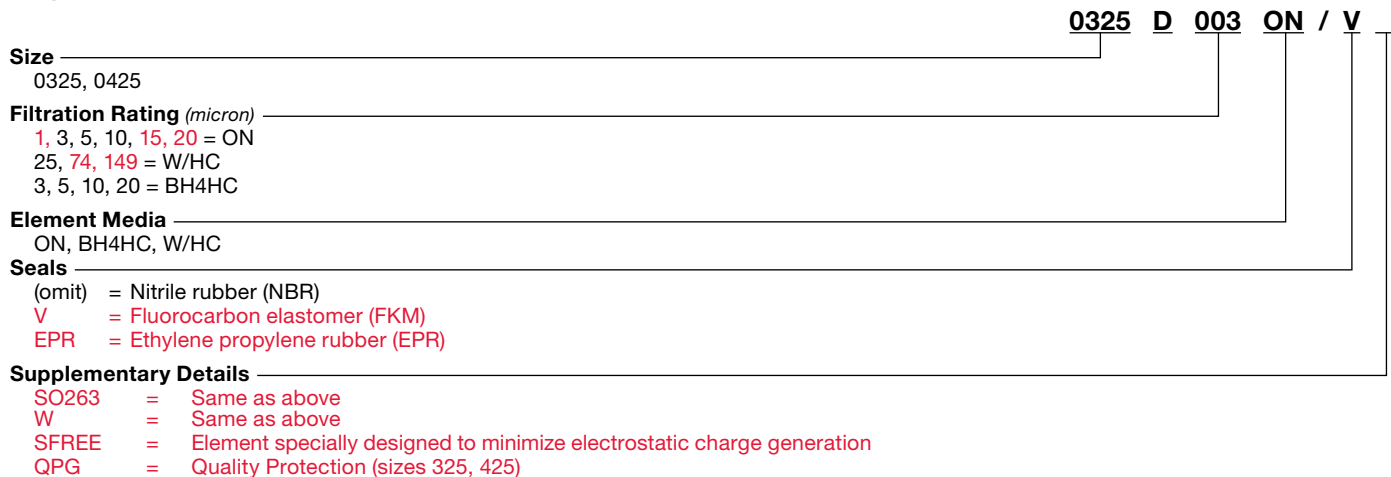 0325 D 003 ON / V
Size
0325, 0425
Filtration Rating (micron)
1, 3, 5, 10, 15, 20 = ON
25, 74, 149 = W/HC
3, 5, 10, 20 = BH4HC
Element Media
ON, BH4HC, W/HC
Seals
(omit) = Nitrile rubber (NBR)
V = Fluorocarbon elastomer (FKM)
EPR = Ethylene propylene rubber (EPR)
Supplementary Details
SO263 = Same as above
W = Same as above
SFREE = Element specially designed to minimize electrostatic charge generation
QPG = Quality Protection (sizes 325, 425)